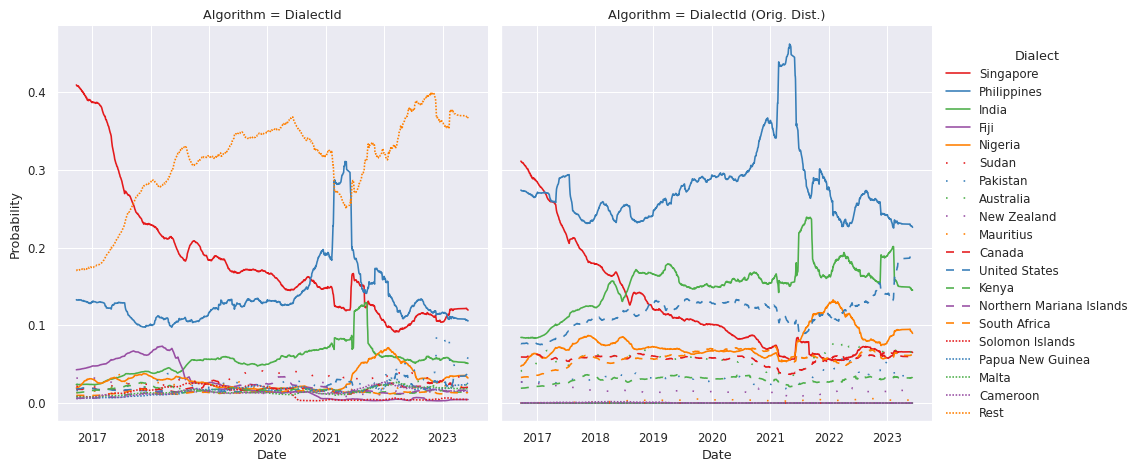 Algorithm = DialectId
Algorithm = DialectId (Orig. Dist.)
Probability
0.4
0.3
0.2
0.1
0.0
2017 2018 2019 2020 2021 2022 2023
2017 2018 2019 2020 2021 2022 2023
Date
Date
Dialect
Singapore
Philippines
India
Fiji
Nigeria
Sudan
Pakistan
Australia
New Zealand
Mauritius
Canada
United States
Kenya
Northern Mariana Islands
South Africa
Solomon Islands
Papua New Guinea
Malta
Cameroon
Rest